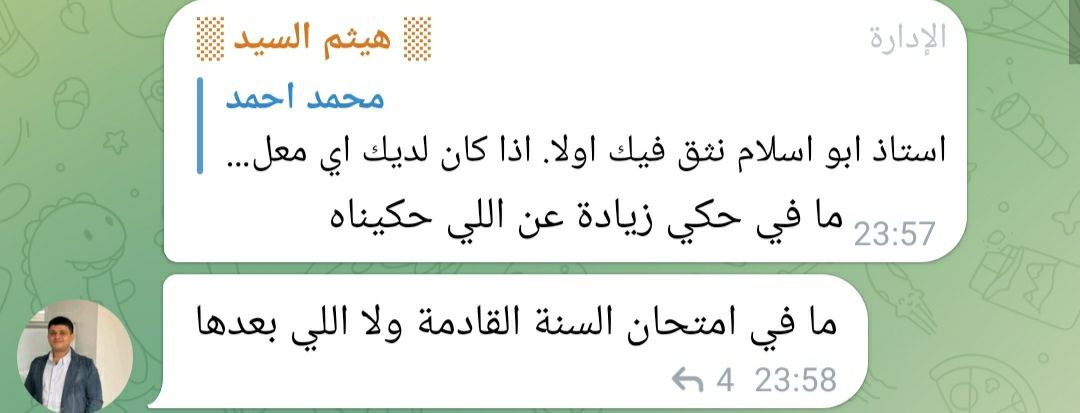 ░ هيثم السيد ░ الإدارة
محمد احمد
استاذ ابو اسلام نثق فيك اولا. اذا كان لديك اي معل...
ما في حكي زيادة عن اللي حكيناه 23:57
ما في امتحان السنة القادمة ولا اللي بعدها
4 23:58